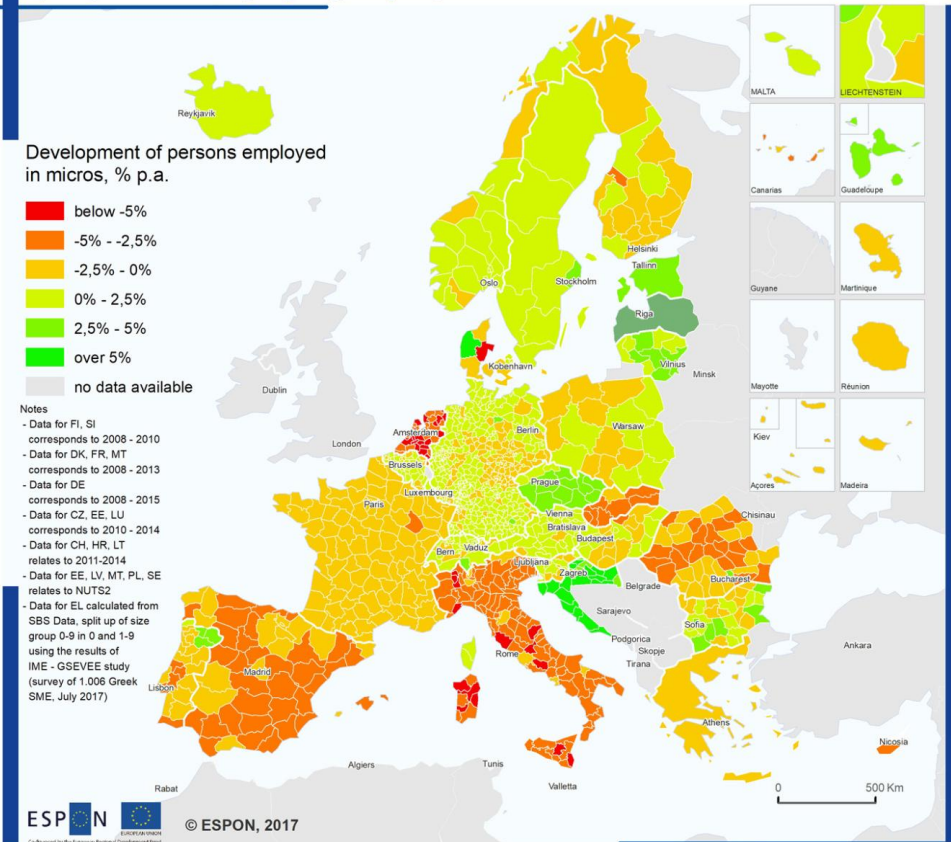 Development of persons employed
in micros, % p.a.
below -5%
-5% - -2,5%
-2,5% - 0%
0% - 2,5%
2,5% - 5%
over 5%
no data available
Notes
- Data for FI, SI
corresponds to 2008 - 2010
- Data for DK, FR, MT
corresponds to 2008 - 2013
- Data for DE
corresponds to 2008 - 2015
- Data for CZ, EE, LU
corresponds to 2010 - 2014
- Data for CH, HR, LT
relates to 2011-2014
- Data for EE, LV, MT, PL, SE
relates to NUTS2
- Data for EL calculated from
SBS Data, split up of size
group 0-9 in 0 and 1-9
using the results of
IME - GSEVEE study
(survey of 1.006 Greek
SME, July 2017)
Reykjavik
Oslo
Stockholm
Helsinki
Tallinn
Riga
Vilnius
Minsk
Kobenhavn
Dublin
London
Amsterdam
Brussels
Luxembourg
Paris
Berlin
Warsaw
Prague
Vienna
Bratislava
Budapest
Bern
Vaduz
Ljubljana
Zagreb
Belgrade
Sarajevo
Podgorica
Skopje
Tirana
Chisinau
Bucharest
Sofia
Rome
Madrid
Lisbon
Athens
Ankara
Nicosia
Algiers
Tunis
Rabat
Valletta
MALTA
LIECHTENSTEIN
Canarias
Guadeloupe
Guyane
Martinique
Mayotte
Réunion
Kiev
Açores
Madeira
0 500 Km
ESPON
EUROPEAN UNION
© ESPON, 2017